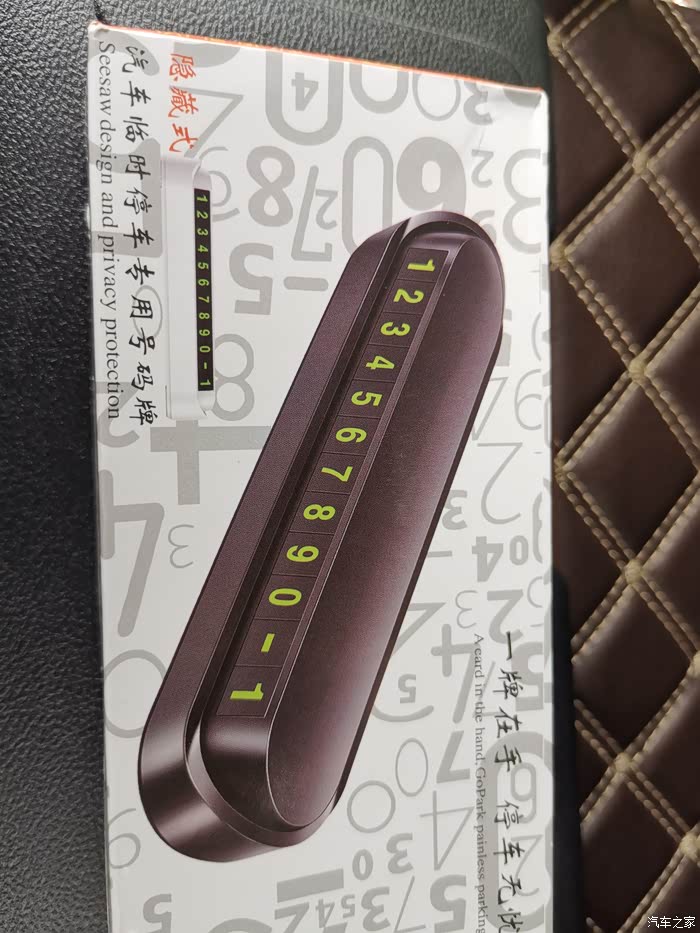 隐藏式
汽车临时停车专用号码牌
Seesaw design and privacy protection
1234567890-1
1234567890-1
一牌在手 停车无忧
A card in the hand, GoPark painless parking
汽车之家